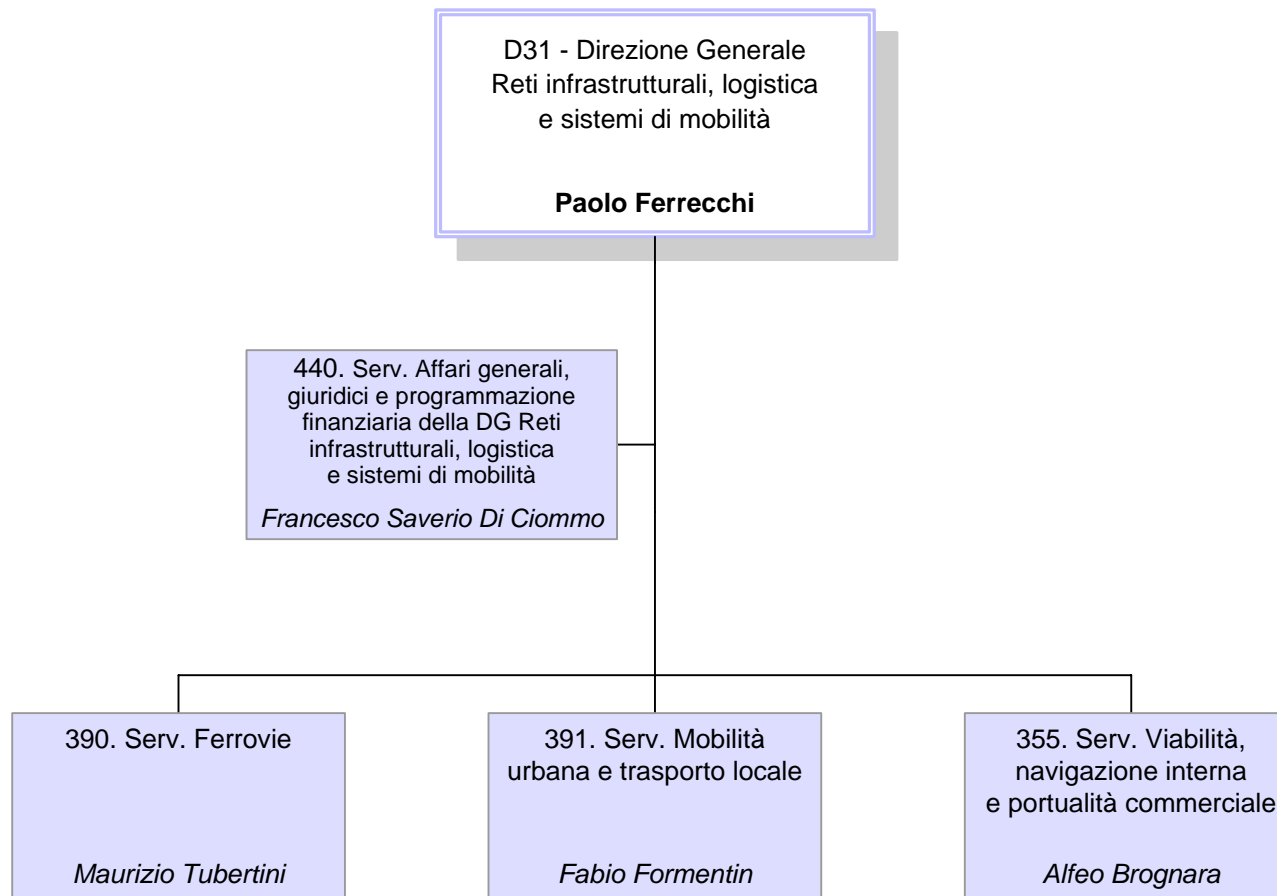 D31 - Direzione Generale
Reti infrastrutturali, logistica
e sistemi di mobilità
Paolo Ferrecchi
440. Serv. Affari generali,
giuridici e programmazione
finanziaria della DG Reti
infrastrutturali, logistica
e sistemi di mobilità
Francesco Saverio Di Ciommo
390. Serv. Ferrovie
Maurizio Tubertini
391. Serv. Mobilità
urbana e trasporto locale
Fabio Formentin
355. Serv. Viabilità,
navigazione interna
e portualità commerciale
Alfeo Brognara